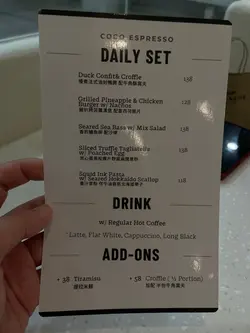 COCO ESPRESSO
DAILY SET
Duck Confit& Croffle 138
Grilled Pineapple & Chicken
Burger w/ Nachos 128
Seared Sea Bass w/ Mix Salad 138
Sliced Truffle Tagliatelle
w/ Poached Egg 138
Squid Ink Pasta
w/ Seared Hokkaido Scallop 118
DRINK
w/ Regular Hot Coffee
Latte, Flat White, Cappuccino, Long Black
ADD-ONS
+ 38 Tiramisu
+ 58 Croffle ( ½ Portion)